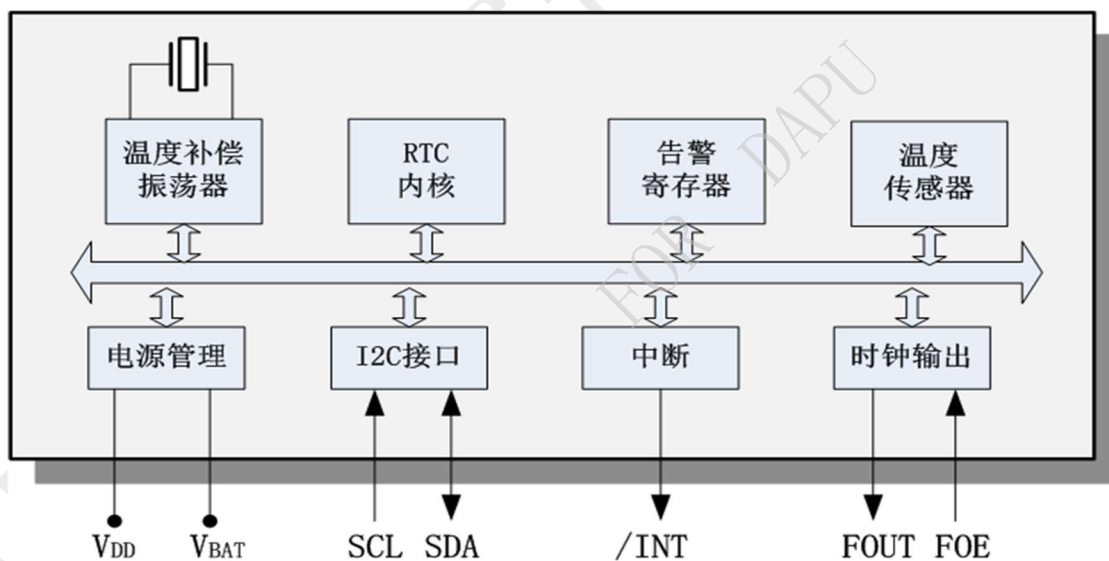 温度补偿
振荡器
RTC
内核
告警
寄存器
温度
传感器
电源管理
I2C接口
中断
时钟输出
VDD
VBAT
SCL
SDA
/INT
FOUT
FOE
FOR DAPU